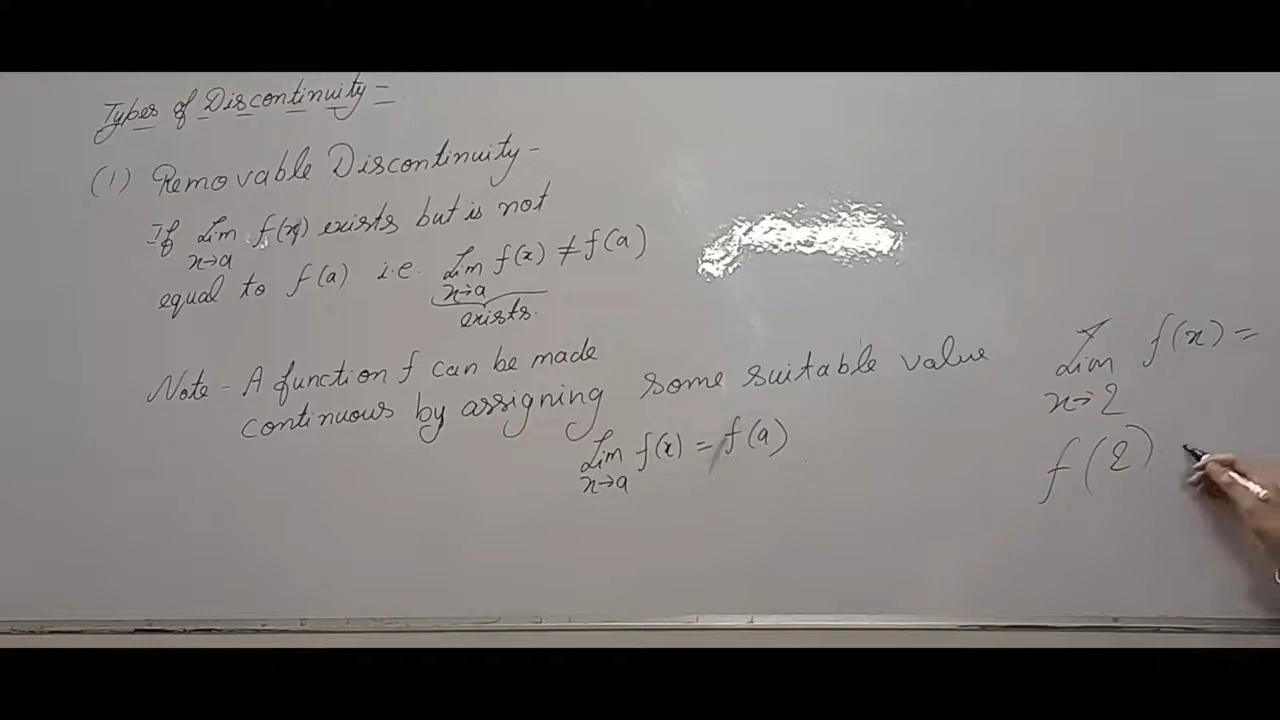 Types of Discontinuity -
(1) Removable Discontinuity -
If lim f(x) exists but is not
x→a
equal to f(a) i.e. lim f(x) ≠ f(a)
x→a
exists.
Note - A function f can be made
continuous by assigning some suitable value
lim f(x) = f(a)
x→a
lim f(x) =
x→2
f(2)